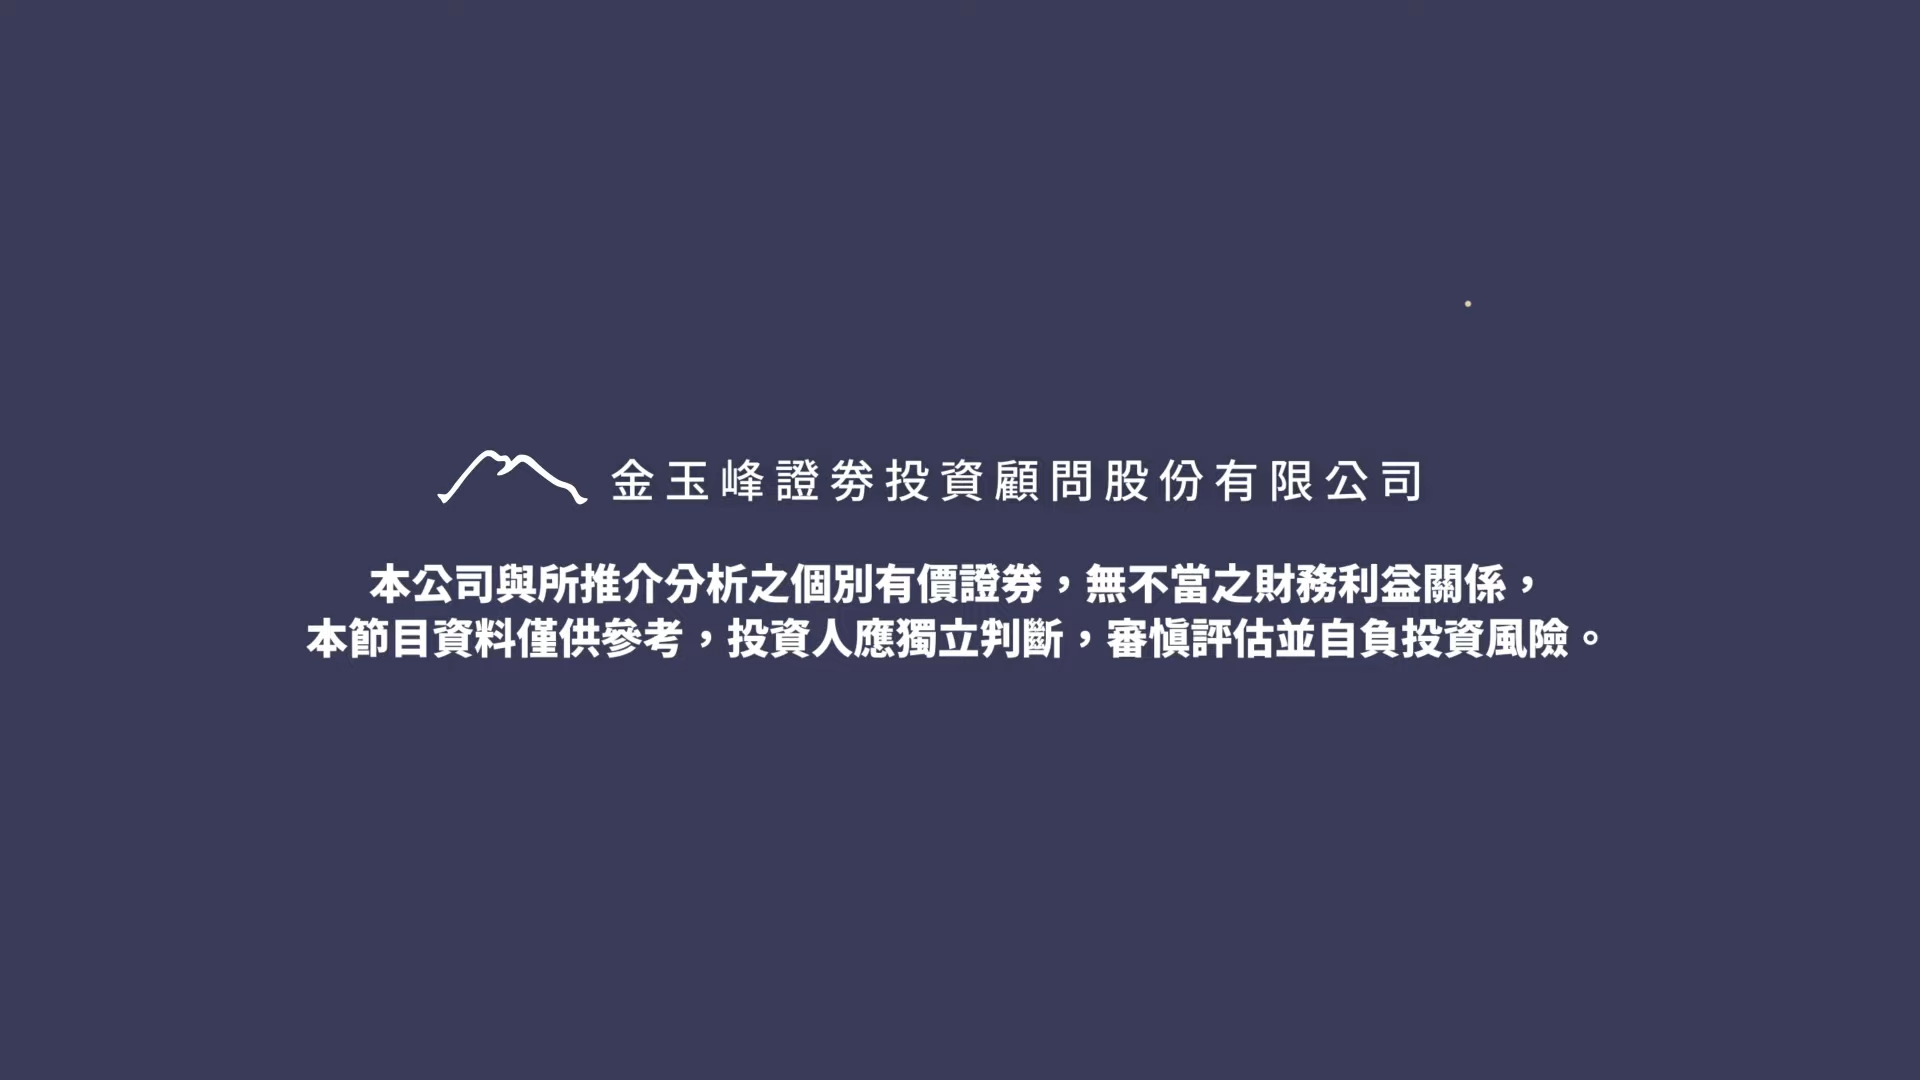 金玉峰證券投資顧問股份有限公司
本公司與所推介分析之個別有價證券，無不當之財務利益關係，
本節目資料僅供參考，投資人應獨立判斷，審慎評估並自負投資風險。